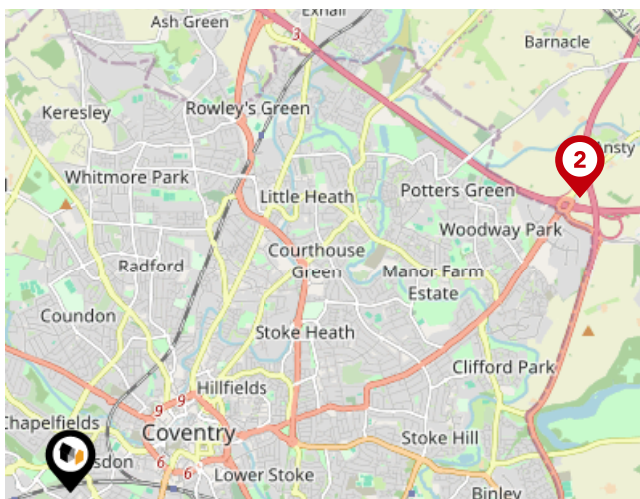 Exhall
Ash Green
3
Barnacle
Keresley
Rowley's Green
Ansty
2
Whitmore Park
Little Heath
Potters Green
Woodway Park
Courthouse
Green
Radford
Manor Farm
Estate
Coundon
Stoke Heath
Clifford Park
Hillfields
9
9
Chapelfields
Coventry
Stoke Hill
6
6
Lower Stoke
Binley